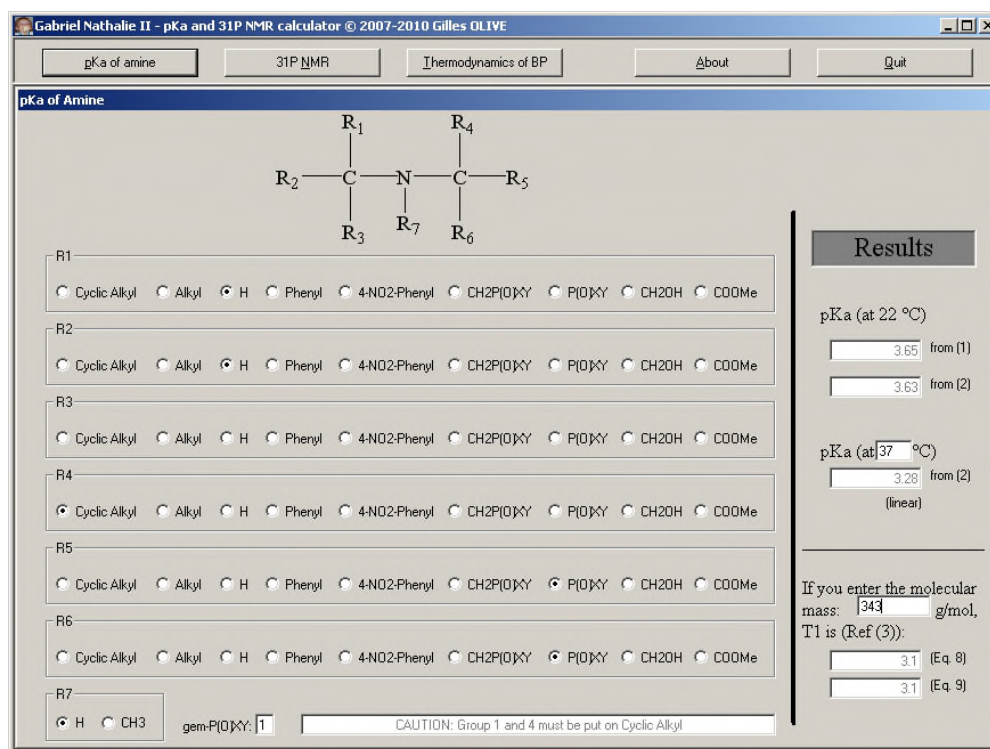 Gabriel Nathalie II - pKa and 31P NMR calculator © 2007-2010 Gilles OLIVE
pKa of amine 31P NMR Thermodynamics of BP About Quit
pKa of Amine
R1 R4
R2 C N C R5
R3 R7 R6
R1
Cyclic Alkyl Alkyl H Phenyl 4-NO2-Phenyl CH2P(O)XY P(O)XY CH2OH COOMe
R2
Cyclic Alkyl Alkyl H Phenyl 4-NO2-Phenyl CH2P(O)XY P(O)XY CH2OH COOMe
R3
Cyclic Alkyl Alkyl H Phenyl 4-NO2-Phenyl CH2P(O)XY P(O)XY CH2OH COOMe
R4
Cyclic Alkyl Alkyl H Phenyl 4-NO2-Phenyl CH2P(O)XY P(O)XY CH2OH COOMe
R5
Cyclic Alkyl Alkyl H Phenyl 4-NO2-Phenyl CH2P(O)XY P(O)XY CH2OH COOMe
R6
Cyclic Alkyl Alkyl H Phenyl 4-NO2-Phenyl CH2P(O)XY P(O)XY CH2OH COOMe
R7
H CH3
gem-P(O)XY: 1
CAUTION: Group 1 and 4 must be put on Cyclic Alkyl
Results
pKa (at 22 °C)
3.65 from (1)
3.63 from (2)
pKa (at 37 °C)
3.28 from (2)
(linear)
If you enter the molecular
mass: 343 g/mol,
T1 is (Ref (3)):
3.1 (Eq. 8)
3.1 (Eq. 9)